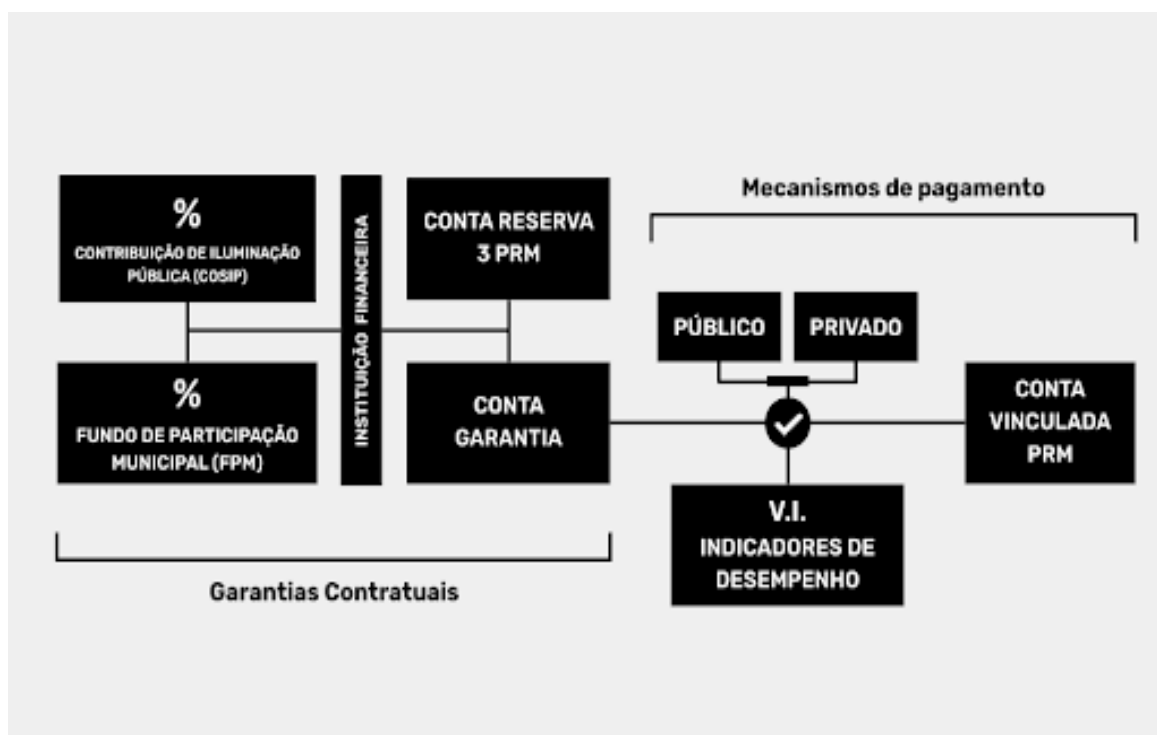 %
CONTRIBUIÇÃO DE ILUMINAÇÃO
PÚBLICA (COSIP)
%
FUNDO DE PARTICIPAÇÃO
MUNICIPAL (FPM)
INSTITUIÇÃO FINANCEIRA
CONTA RESERVA
3 PRM
CONTA
GARANTIA
Garantias Contratuais
Mecanismos de pagamento
PÚBLICO
PRIVADO
V.I.
INDICADORES DE
DESEMPENHO
CONTA
VINCULADA
PRM